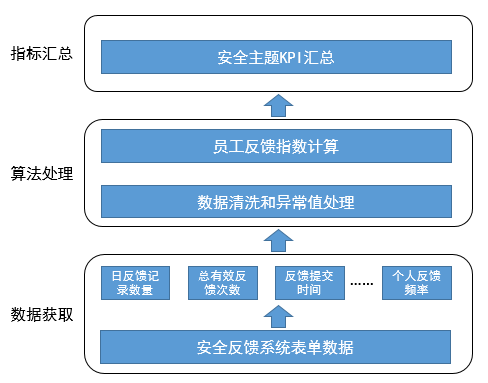 指标汇总
安全主题KPI汇总
算法处理
员工反馈指数计算
数据清洗和异常值处理
数据获取
日反馈记
录数量
总有效反
馈次数
反馈提交
时间
……
个人反馈
频率
安全反馈系统表单数据